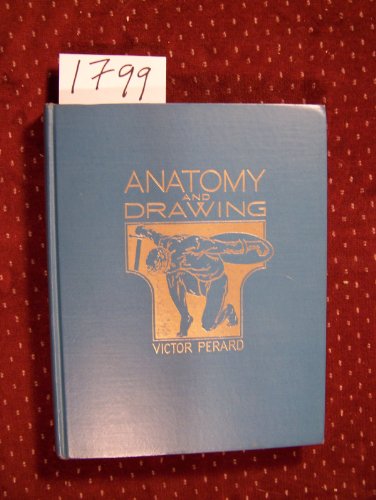 1799
ANATOMY
AND
DRAWING
VICTOR PERARD